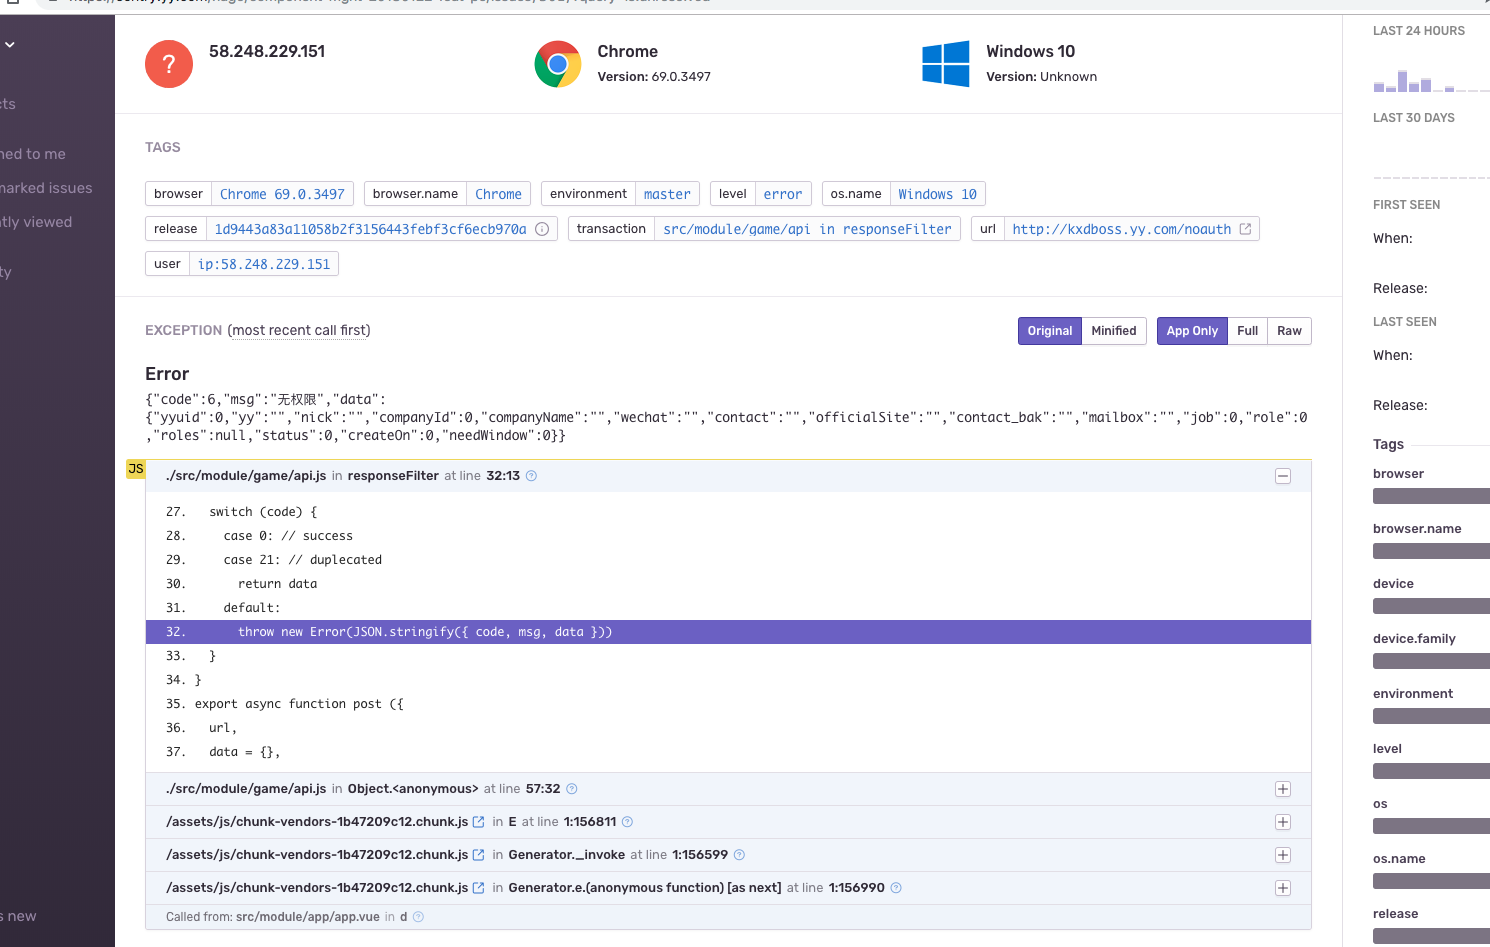 58.248.229.151
Chrome
Version: 69.0.3497
Windows 10
Version: Unknown
TAGS
browser Chrome 69.0.3497 browser.name Chrome environment master level error os.name Windows 10
release 1d9443a83a11058b2f3156443febf3cf6ecb970a transaction src/module/game/api in responseFilter url http://kxdboss.yy.com/noauth
user ip:58.248.229.151
EXCEPTION (most recent call first)
Original Minified App Only Full Raw
Error
{"code":6,"msg":"无权限","data":
{"yyuid":0,"yy":"","nick":"","companyId":0,"companyName":"","wechat":"","contact":"","officialSite":"","contact_bak":"","mailbox":"","job":0,"role":0
,"roles":null,"status":0,"createOn":0,"needWindow":0}}
JS
./src/module/game/api.js in responseFilter at line 32:13
27. switch (code) {
28. case 0: // success
29. case 21: // duplecated
30. return data
31. default:
32. throw new Error(JSON.stringify({ code, msg, data }))
33. }
34. }
35. export async function post ({
36. url,
37. data = {},
./src/module/game/api.js in Object.<anonymous> at line 57:32
/assets/js/chunk-vendors-1b47209c12.chunk.js in E at line 1:156811
/assets/js/chunk-vendors-1b47209c12.chunk.js in Generator._invoke at line 1:156599
/assets/js/chunk-vendors-1b47209c12.chunk.js in Generator.e.(anonymous function) [as next] at line 1:156990
Called from: src/module/app/app.vue in d
cts
ned to me
marked issues
ntly viewed
ty
s new
LAST 24 HOURS
LAST 30 DAYS
FIRST SEEN
When:
Release:
LAST SEEN
When:
Release:
Tags
browser
browser.name
device
device.family
environment
level
os
os.name
release